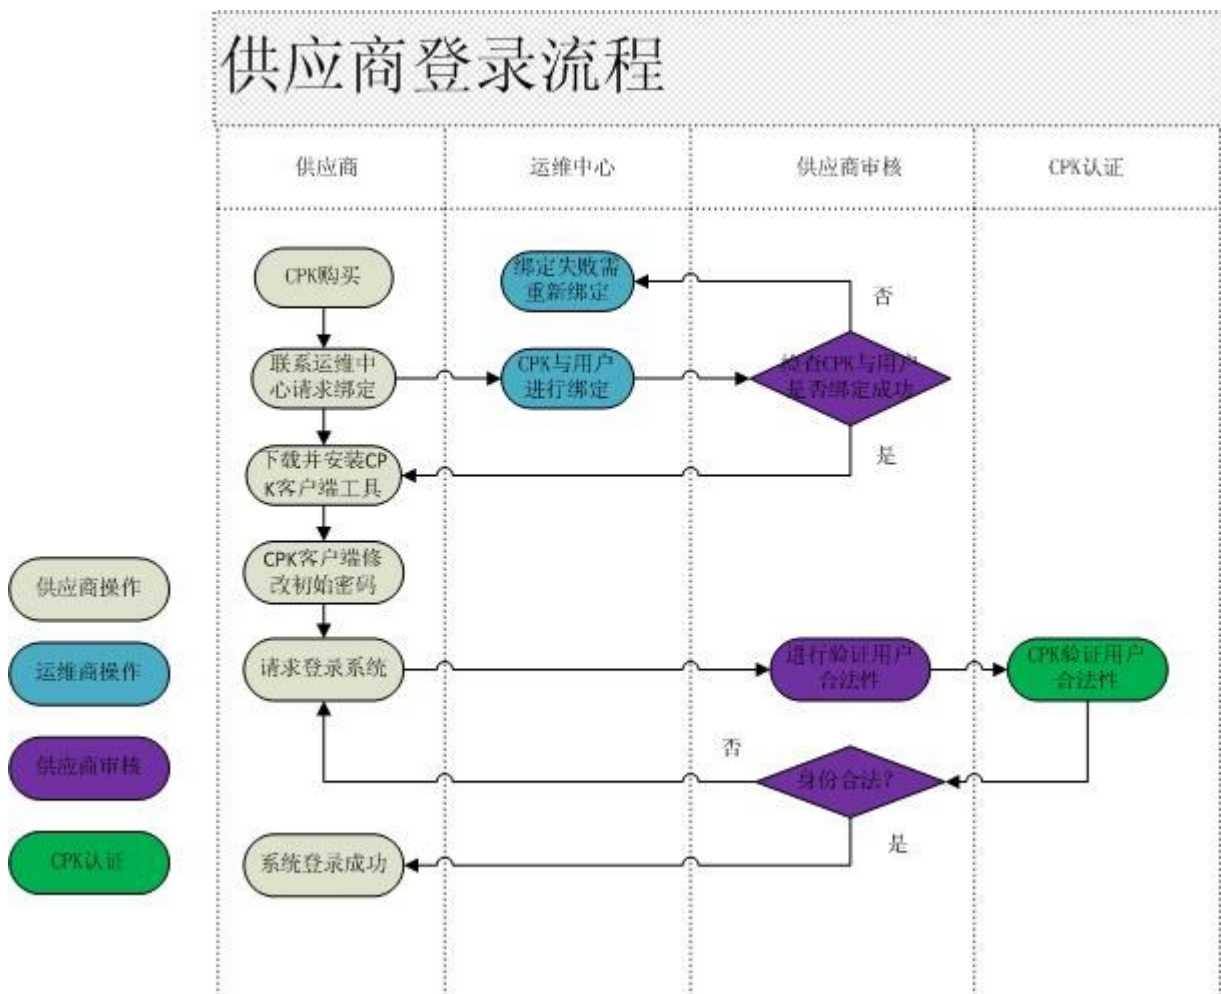 供应商登录流程
供应商
运维中心
供应商审核
CPK认证
CPK购买
绑定失败需
重新绑定
否
联系运维中
心请求绑定
CPK与用户
进行绑定
检查CPK与用户
是否绑定成功
是
下载并安装CP
K客户端工具
CPK客户端修
改初始密码
请求登录系统
进行验证用户
合法性
CPK验证用户
合法性
否
身份合法?
是
系统登录成功
供应商操作
运维商操作
供应商审核
CPK认证